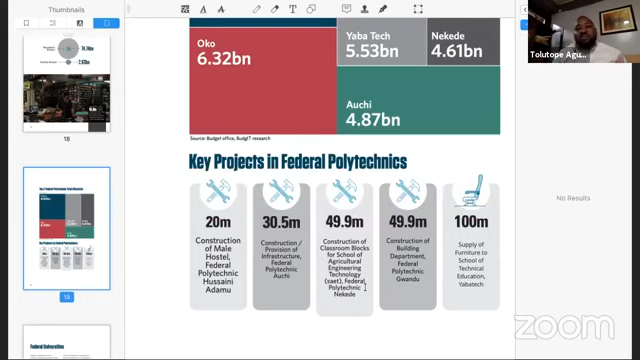 Thumbnails
18
19
Federal Universities
Oko
6.32bn
Yaba Tech
5.53bn
Nekede
4.61bn
Auchi
4.87bn
Source: Budget office, BudgIT research
Key Projects in Federal Polytechnics
20m
Construction
of Male
Hostel,
Federal
Polytechnic
Hussaini
Adamu
30.5m
Construction /
Provision of
Infrastructure,
Federal
Polytechnic
Auchi
49.9m
Construction of
Classroom Blocks
for School of
Agricultural
Engineering
Technology
(saet), Federal
Polytechnic
Nekede
49.9m
Construction of
Building
Department,
Federal
Polytechnic
Gwandu
100m
Supply of
Furniture to
School of
Technical
Education,
Yabatech
Tolutope Agu...
No Results
zoom